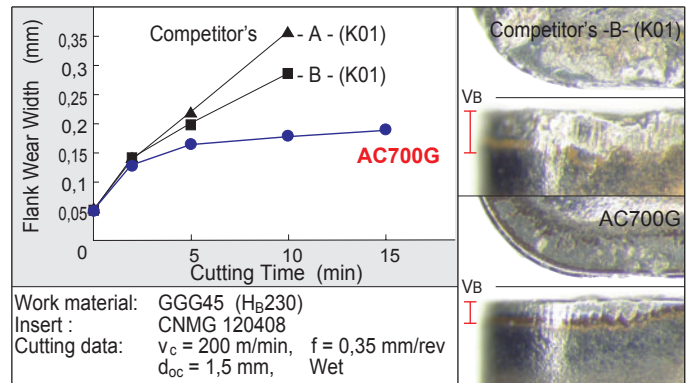 Flank Wear Width (mm)
0,35
0,3
0,25
0,2
0,15
0,1
0,05
0
5
10
15
Cutting Time (min)
Competitor's
- A - (K01)
- B - (K01)
AC700G
Work material: GGG45 (HB230)
Insert : CNMG 120408
Cutting data: vc = 200 m/min, f = 0,35 mm/rev
doc = 1,5 mm, Wet
Competitor's -B- (K01)
VB
AC700G
VB